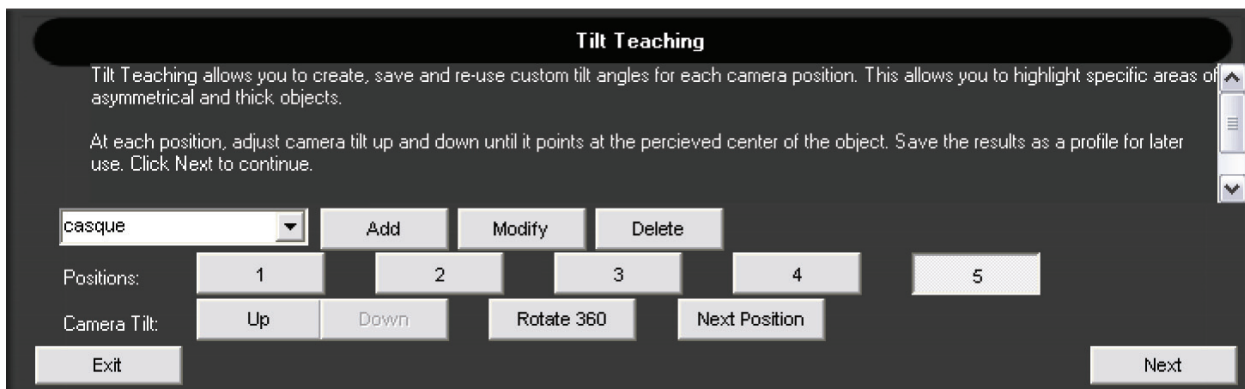 Tilt Teaching
Tilt Teaching allows you to create, save and re-use custom tilt angles for each camera position. This allows you to highlight specific areas of
asymmetrical and thick objects.
At each position, adjust camera tilt up and down until it points at the percieved center of the object. Save the results as a profile for later
use. Click Next to continue.
casque Add Modify Delete
Positions: 1 2 3 4 5
Camera Tilt: Up Down Rotate 360 Next Position
Exit Next